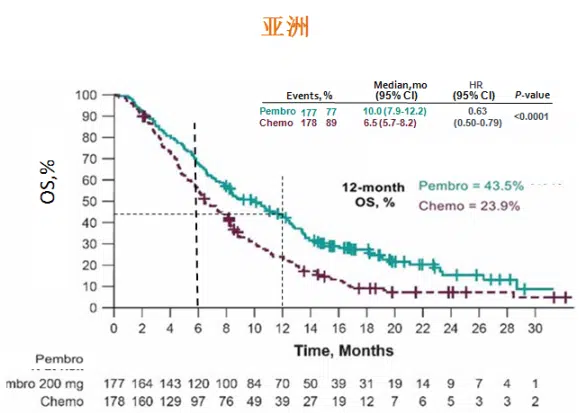 亚洲
Events, % Median,mo (95% CI) HR (95% CI) P-value
Pembro 177 77 10.0 (7.9-12.2) 0.63 (0.50-0.79) <0.0001
Chemo 178 89 6.5 (5.7-8.2)
OS,%
100
90
80
70
60
50
40
30
20
10
0
12-month OS, %
Pembro = 43.5%
Chemo = 23.9%
0 2 4 6 8 10 12 14 16 18 20 22 24 26 28 30
Time, Months
Pembro
mbro 200 mg 177 164 143 120 100 84 70 50 39 31 19 14 9 7 4 1
Chemo 178 160 129 97 76 49 39 27 19 12 7 6 5 3 3 2